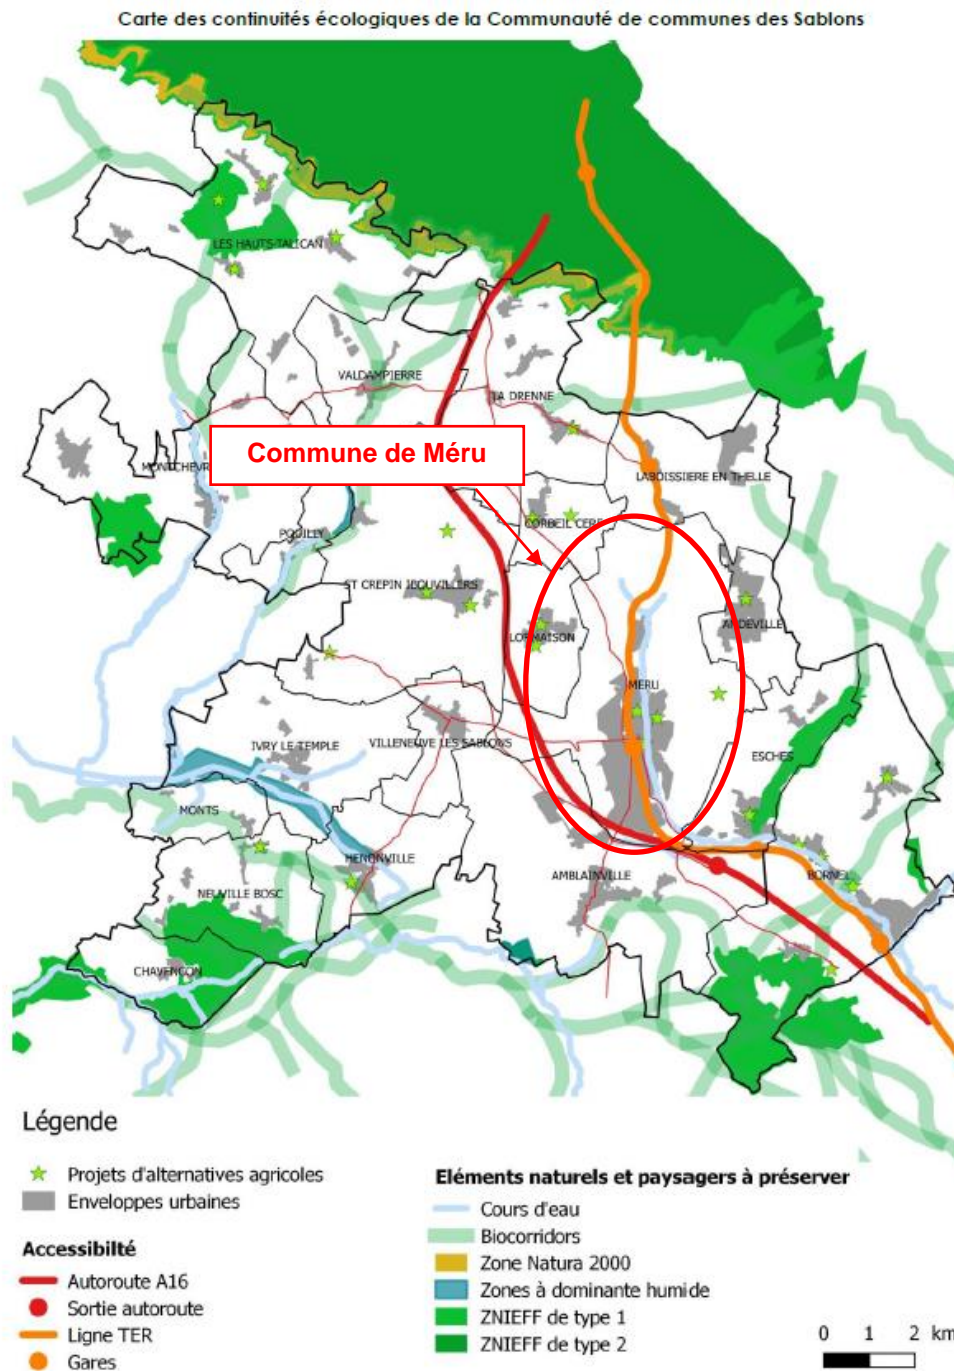 Carte des continuités écologiques de la Communauté de communes des Sablons
LES HAUTS-TALICAN
VALDAMPIERRE
LA DRENNE
Commune de Méru
MONTCHEVR
LABOISSIERE EN THELLE
CORBEIL CERF
POUILLY
ST CREPIN IBOUVILLERS
LORMAISON
ANDEVILLE
MERU
IVRY LE TEMPLE
VILLENEUVE LES SABLONS
ESCHES
MONTS
HENONVILLE
AMBLAINVILLE
BORNEL
NEUVILLE BOSC
CHAVENCON
Légende
Projets d'alternatives agricoles
Enveloppes urbaines
Accessibilté
Autoroute A16
Sortie autoroute
Ligne TER
Gares
Eléments naturels et paysagers à préserver
Cours d'eau
Biocorridors
Zone Natura 2000
Zones à dominante humide
ZNIEFF de type 1
ZNIEFF de type 2
0 1 2 km